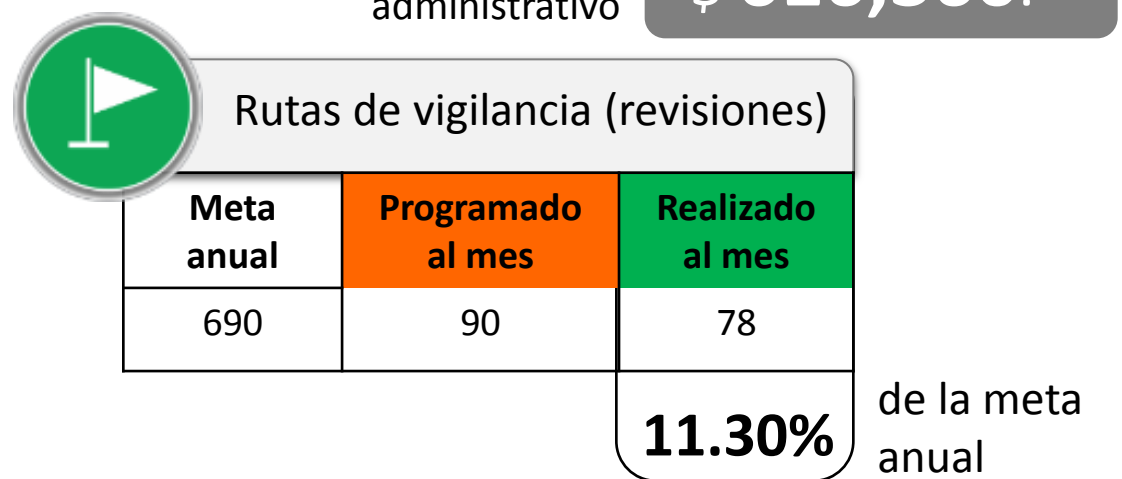 administrativo
Rutas de vigilancia (revisiones)
Meta anual
Programado al mes
Realizado al mes
690
90
78
11.30%
de la meta
anual